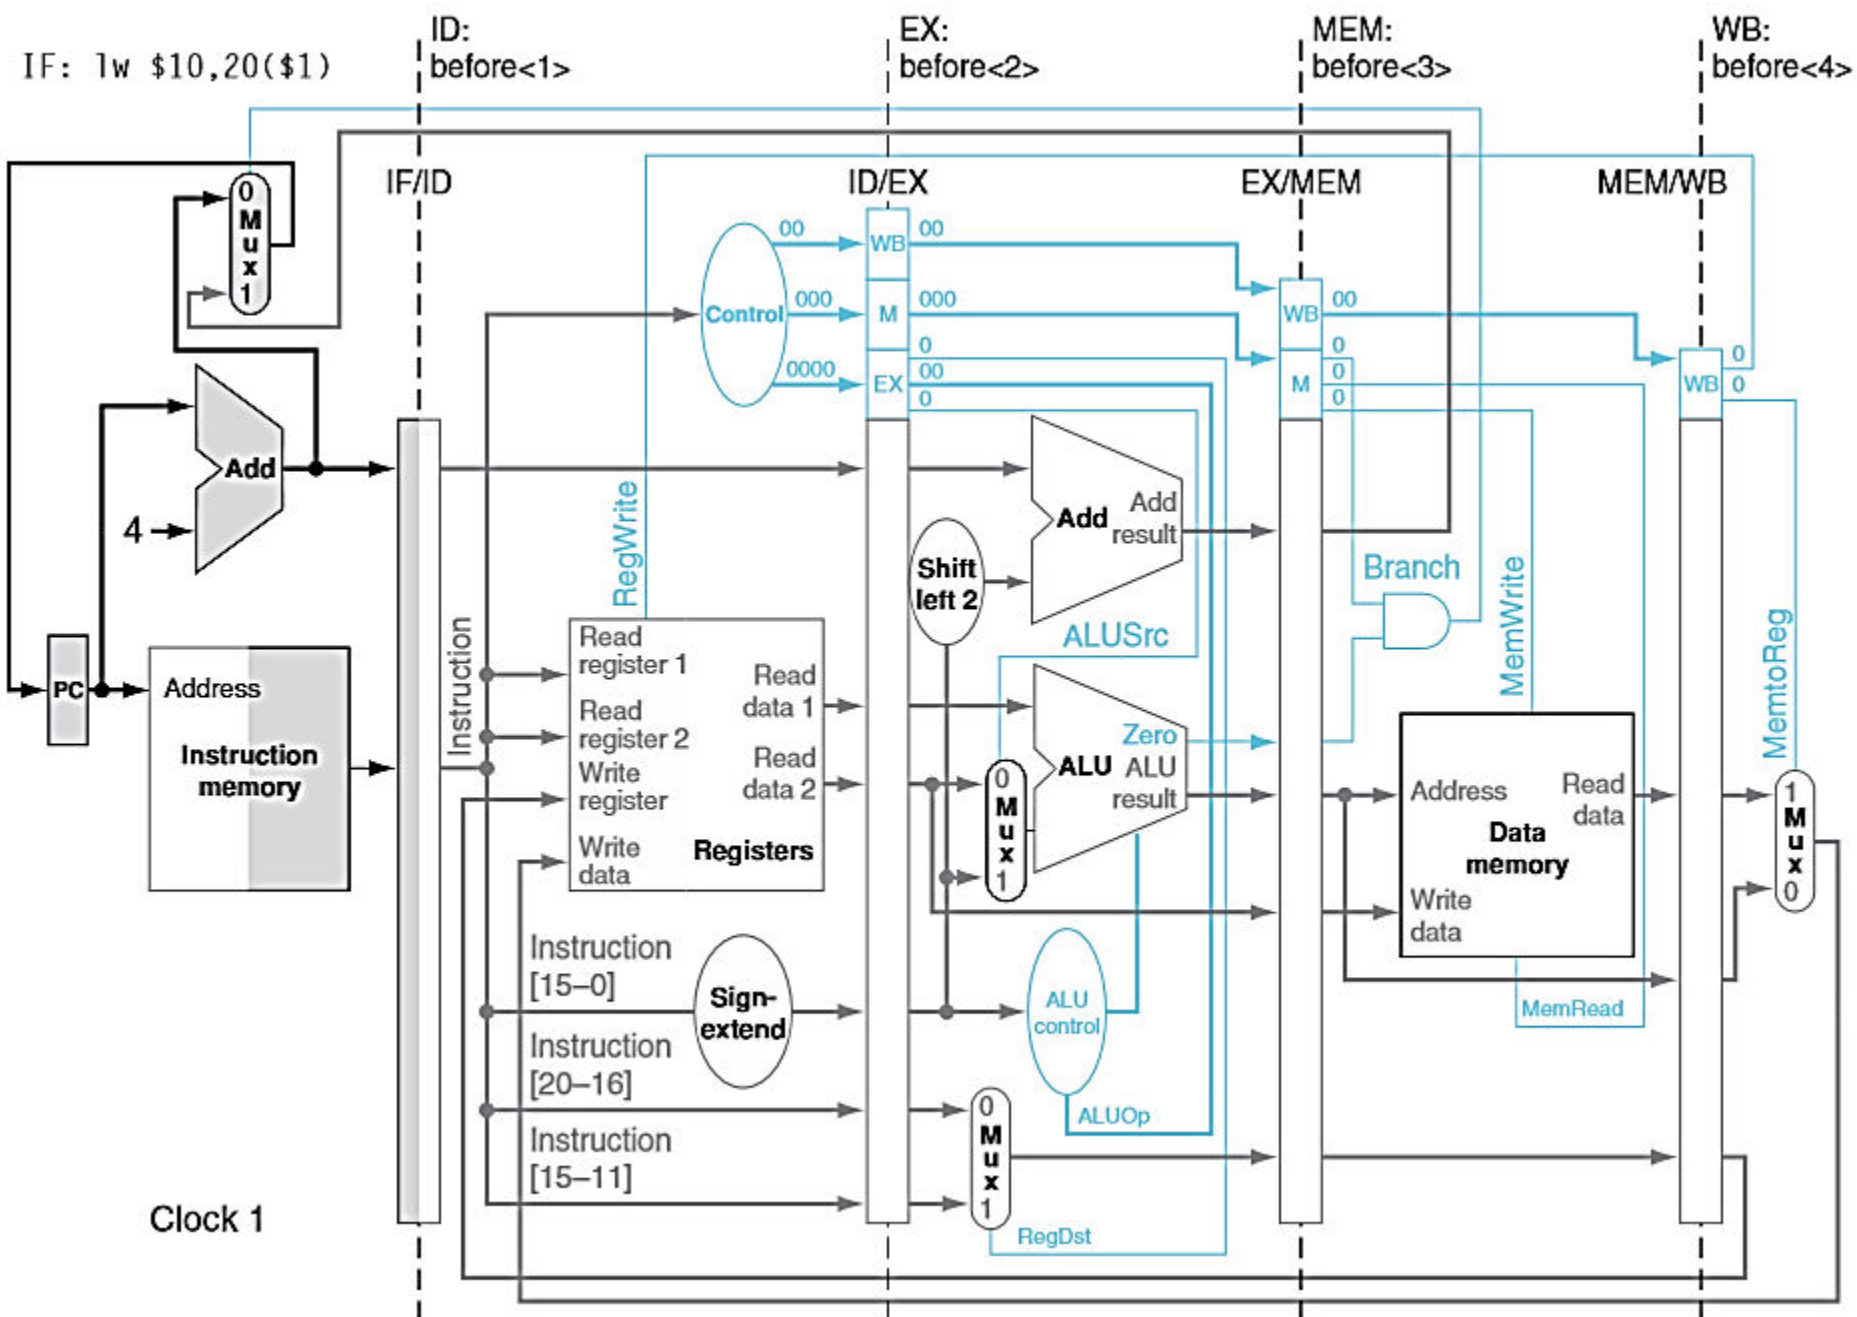 IF: lw $10,20($1)
ID:
before<1>
EX:
before<2>
MEM:
before<3>
WB:
before<4>
IF/ID
ID/EX
EX/MEM
MEM/WB
0
Mux
1
Control
00
000
0000
WB
M
EX
00
000
0
00
0
WB
M
00
0
0
0
WB
0
0
Add
4
PC
Address
Instruction
memory
Instruction
RegWrite
Read
register 1
Read
register 2
Write
register
Write
data
Read
data 1
Read
data 2
Registers
Instruction
[15–0]
Sign-
extend
Instruction
[20–16]
Instruction
[15–11]
Shift
left 2
Add
Add
result
ALUSrc
0
Mux
1
ALU
Zero
ALU
result
ALU
control
ALUOp
0
Mux
1
RegDst
Branch
MemWrite
Address
Read
data
Data
memory
Write
data
MemRead
MemtoReg
1
Mux
0
Clock 1